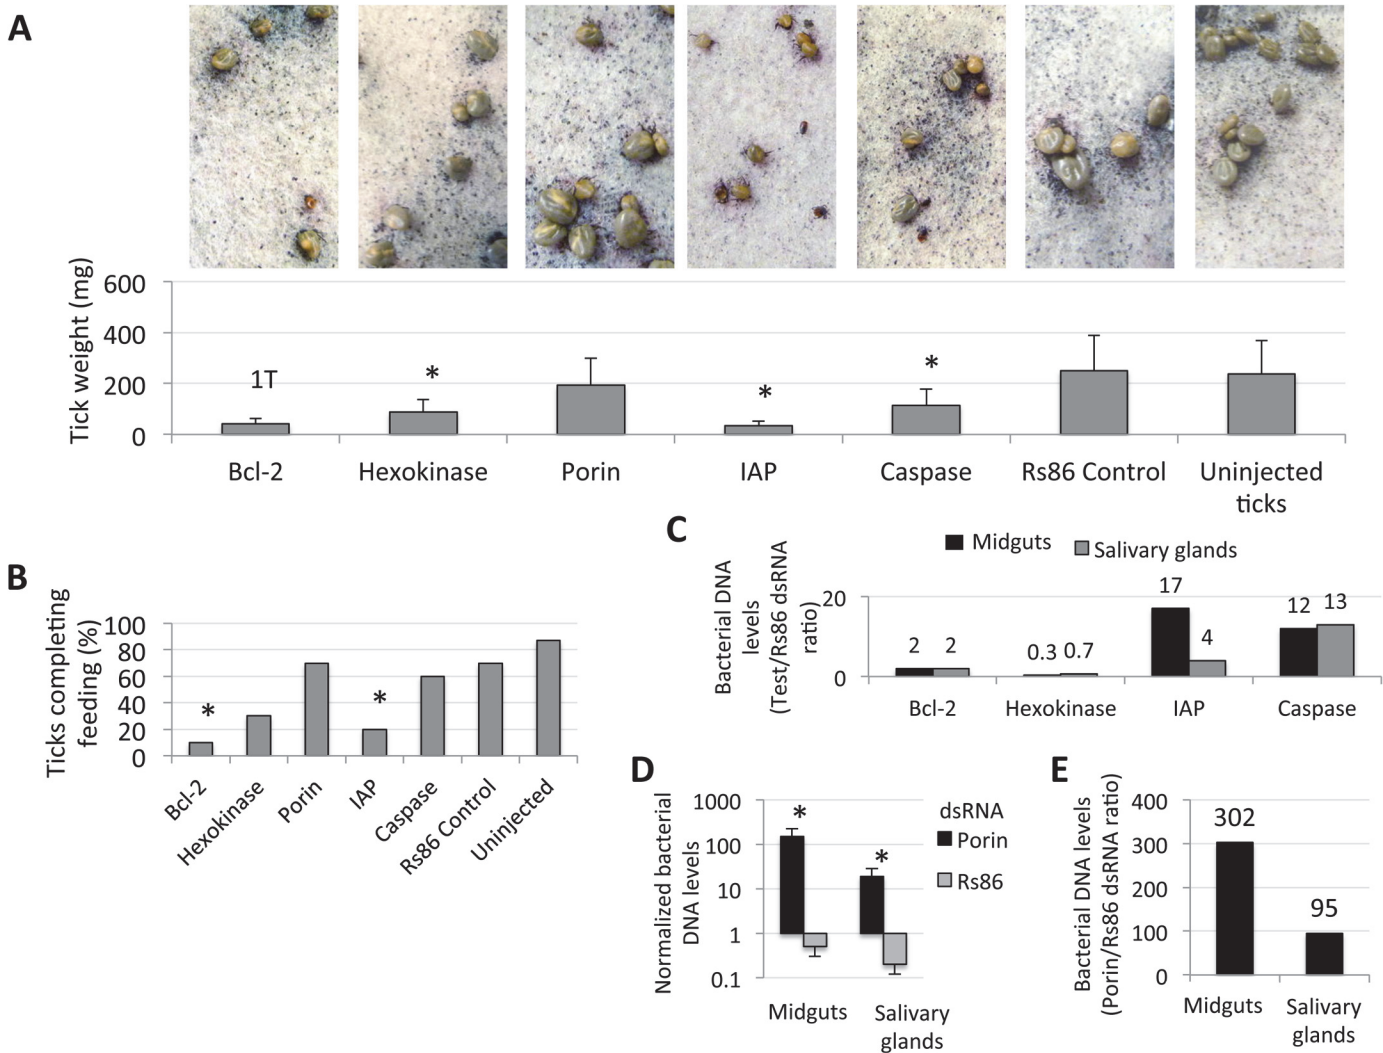 A
Tick weight (mg)
600
400
200
0
1T
*
*
*
Bcl-2
Hexokinase
Porin
IAP
Caspase
Rs86 Control
Uninjected
ticks
B
Ticks completing
feeding (%)
100
80
60
40
20
0
*
*
Bcl-2
Hexokinase
Porin
IAP
Caspase
Rs86 Control
Uninjected
C
Midguts
Salivary glands
Bacterial DNA
levels
(Test/Rs86 dsRNA
ratio)
20
0
2
2
0.3
0.7
17
4
12
13
Bcl-2
Hexokinase
IAP
Caspase
D
Normalized bacterial
DNA levels
1000
100
10
1
0.1
*
*
dsRNA
Porin
Rs86
Midguts
Salivary
glands
E
Bacterial DNA levels
(Porin/Rs86 dsRNA ratio)
400
300
200
100
0
302
95
Midguts
Salivary
glands